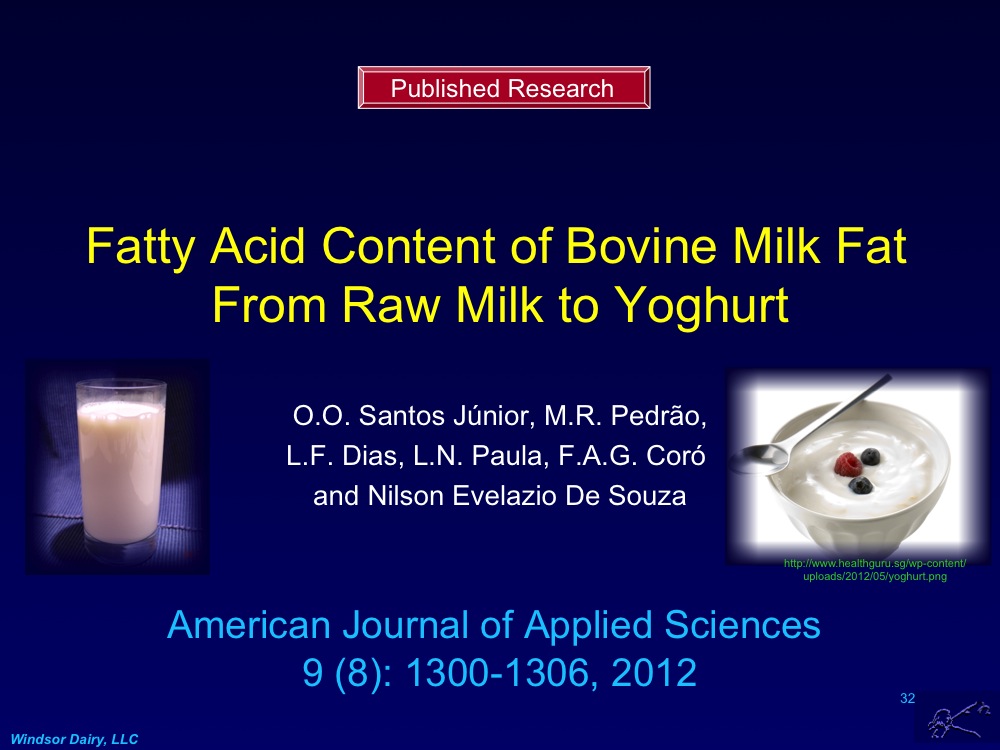 Published Research
Fatty Acid Content of Bovine Milk Fat
From Raw Milk to Yoghurt
O.O. Santos Júnior, M.R. Pedrão,
L.F. Dias, L.N. Paula, F.A.G. Coró
and Nilson Evelazio De Souza
http://www.healthguru.sg/wp-content/
uploads/2012/05/yoghurt.png
American Journal of Applied Sciences
9 (8): 1300-1306, 2012
32
Windsor Dairy, LLC